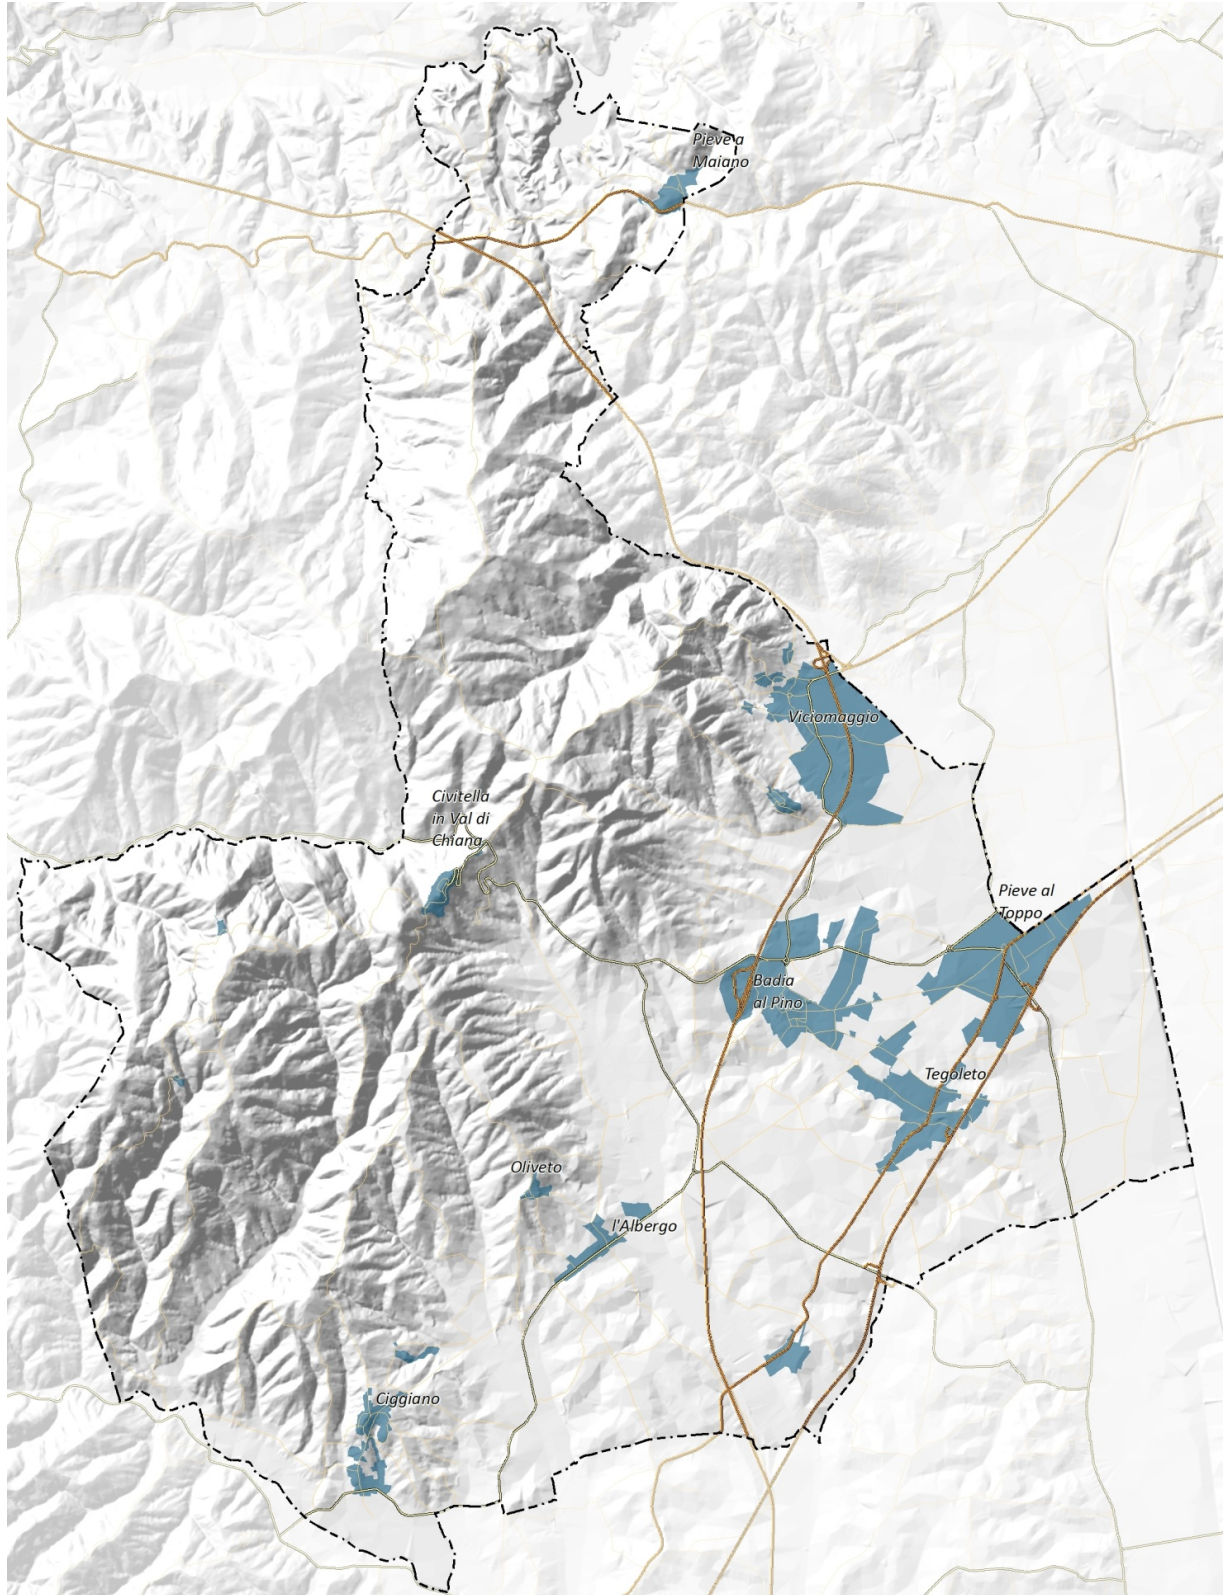 Pieve a
Maiano
Viciomaggio
Civitella
in Val di
Chiana
Pieve al
Toppo
Badia
al Pino
Tegoleto
Oliveto
l'Albergo
Ciggiano